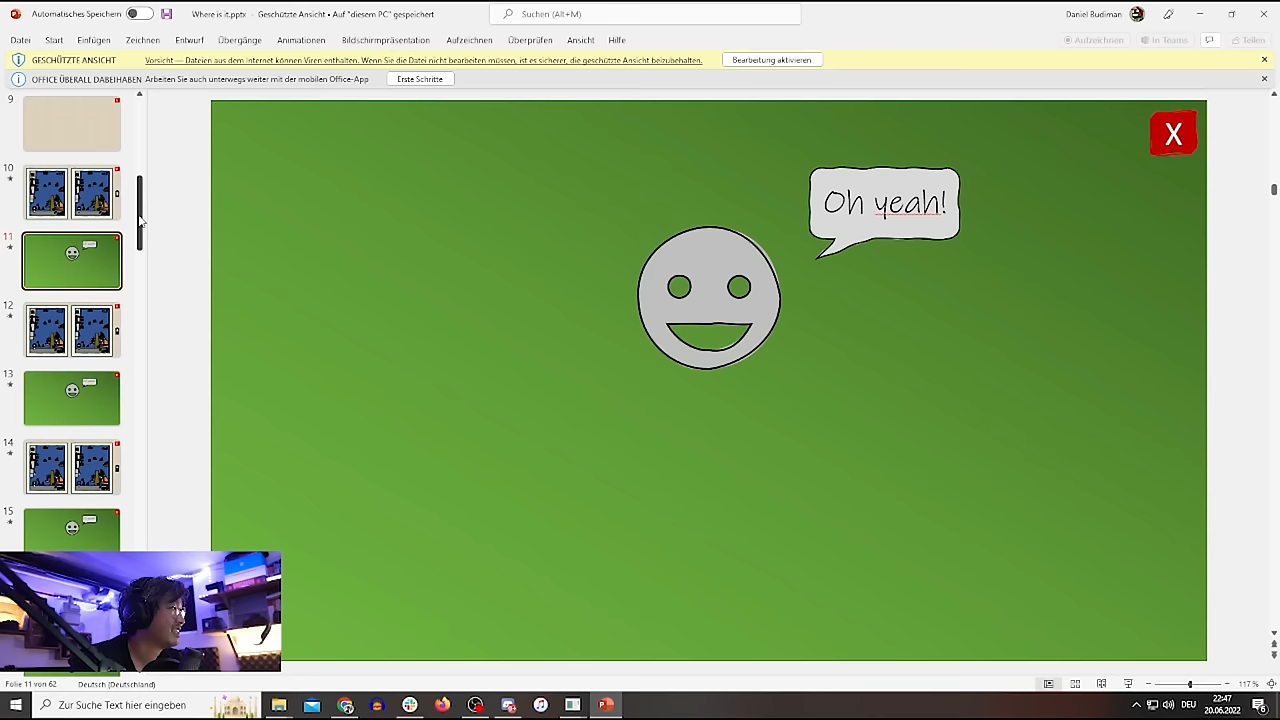 Automatisches Speichern
Where is it.pptx - Geschützte Ansicht • Auf "diesem PC" gespeichert
Suchen (Alt+M)
Daniel Budiman
Datei Start Einfügen Zeichnen Entwurf Übergänge Animationen Bildschirmpräsentation Aufzeichnen Überprüfen Ansicht Hilfe
Aufzeichnen In Teams Teilen
GESCHÜTZTE ANSICHT Vorsicht — Dateien aus dem Internet können Viren enthalten. Wenn Sie die Datei nicht bearbeiten müssen, ist es sicherer, die geschützte Ansicht beizubehalten. Bearbeitung aktivieren
OFFICE ÜBERALL DABEIHABEN Arbeiten Sie auch unterwegs weiter mit der mobilen Office-App Erste Schritte
9
10
11
12
13
14
15
X
Oh yeah!
Folie 11 von 62 Deutsch (Deutschland)
117 %
Zur Suche Text hier eingeben
DEU
22:47
20.06.2022